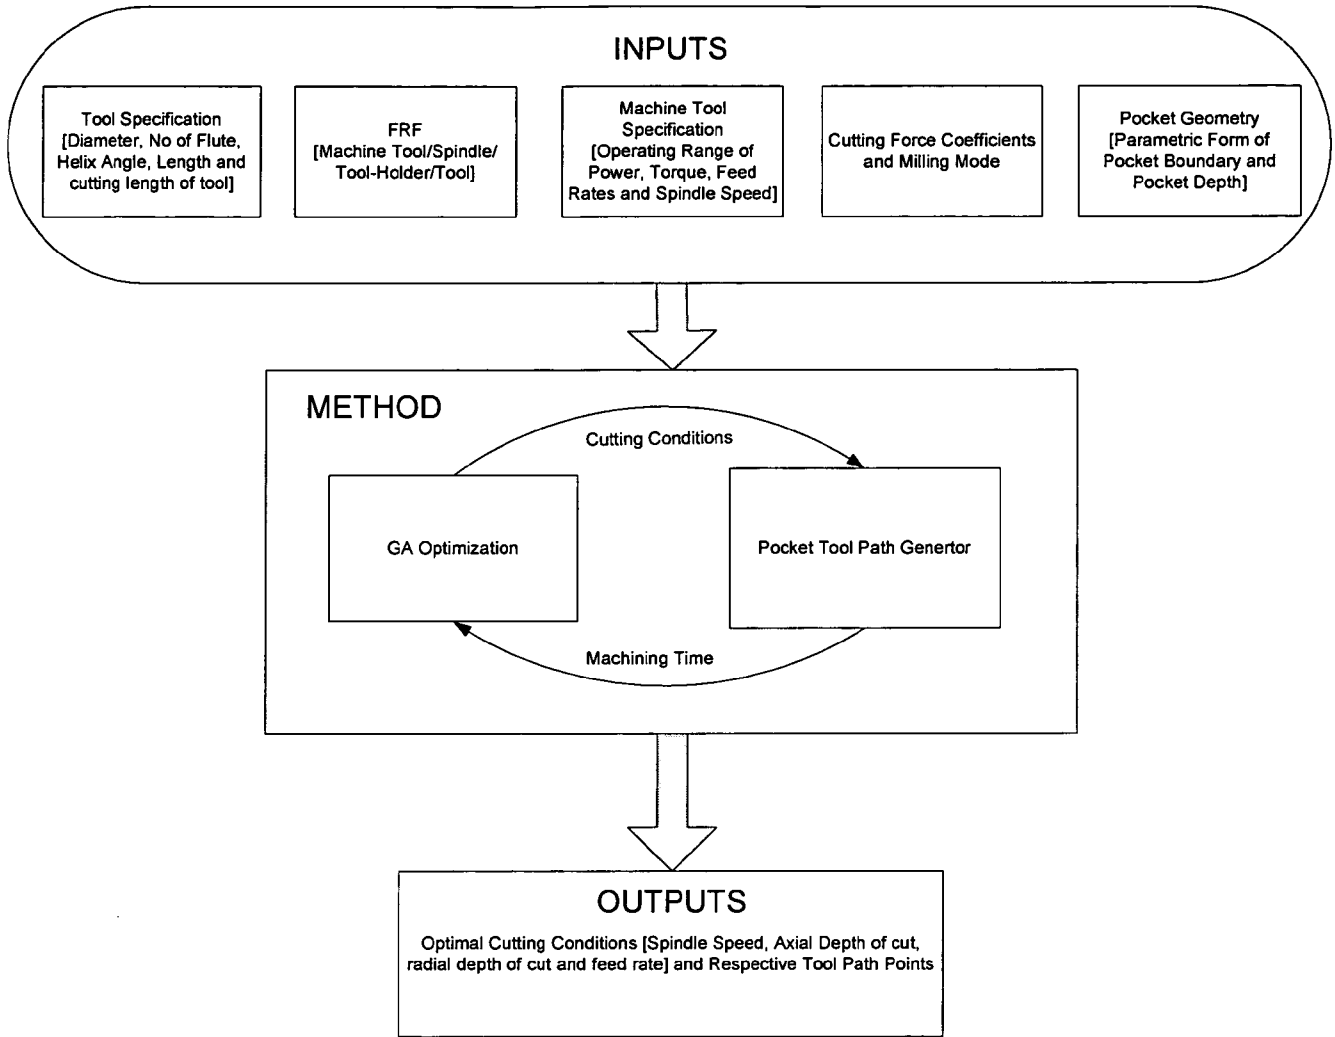 INPUTS
Tool Specification
[Diameter, No of Flute,
Helix Angle, Length and
cutting length of tool]
FRF
[Machine Tool/Spindle/
Tool-Holder/Tool]
Machine Tool
Specification
[Operating Range of
Power, Torque, Feed
Rates and Spindle Speed]
Cutting Force Coefficients
and Milling Mode
Pocket Geometry
[Parametric Form of
Pocket Boundary and
Pocket Depth]
METHOD
Cutting Conditions
GA Optimization
Pocket Tool Path Genertor
Machining Time
OUTPUTS
Optimal Cutting Conditions [Spindle Speed, Axial Depth of cut,
radial depth of cut and feed rate] and Respective Tool Path Points